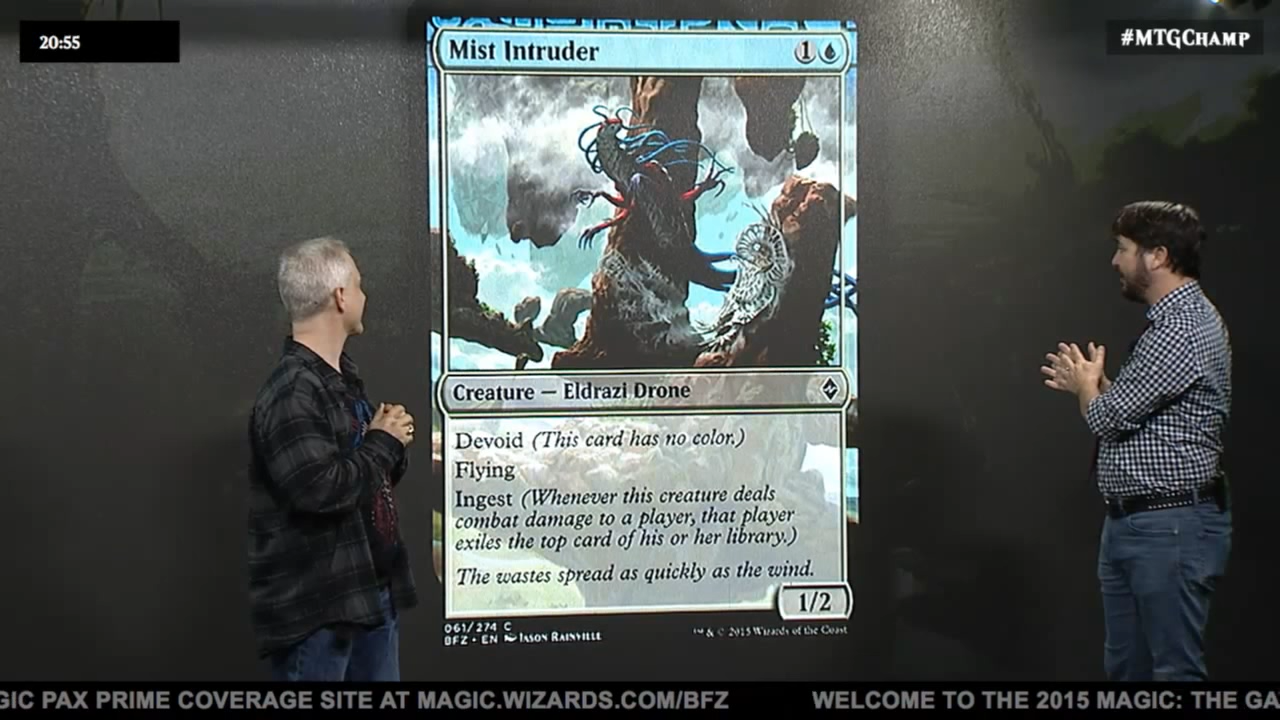 20:55
#MTGChamp
Mist Intruder 1
Creature — Eldrazi Drone
Devoid (This card has no color.)
Flying
Ingest (Whenever this creature deals
combat damage to a player, that player
exiles the top card of his or her library.)
The wastes spread as quickly as the wind.
1/2
061/274 C
BFZ • EN Jason Rainville
™ & © 2015 Wizards of the Coast
GIC PAX PRIME COVERAGE SITE AT MAGIC.WIZARDS.COM/BFZ WELCOME TO THE 2015 MAGIC: THE GA